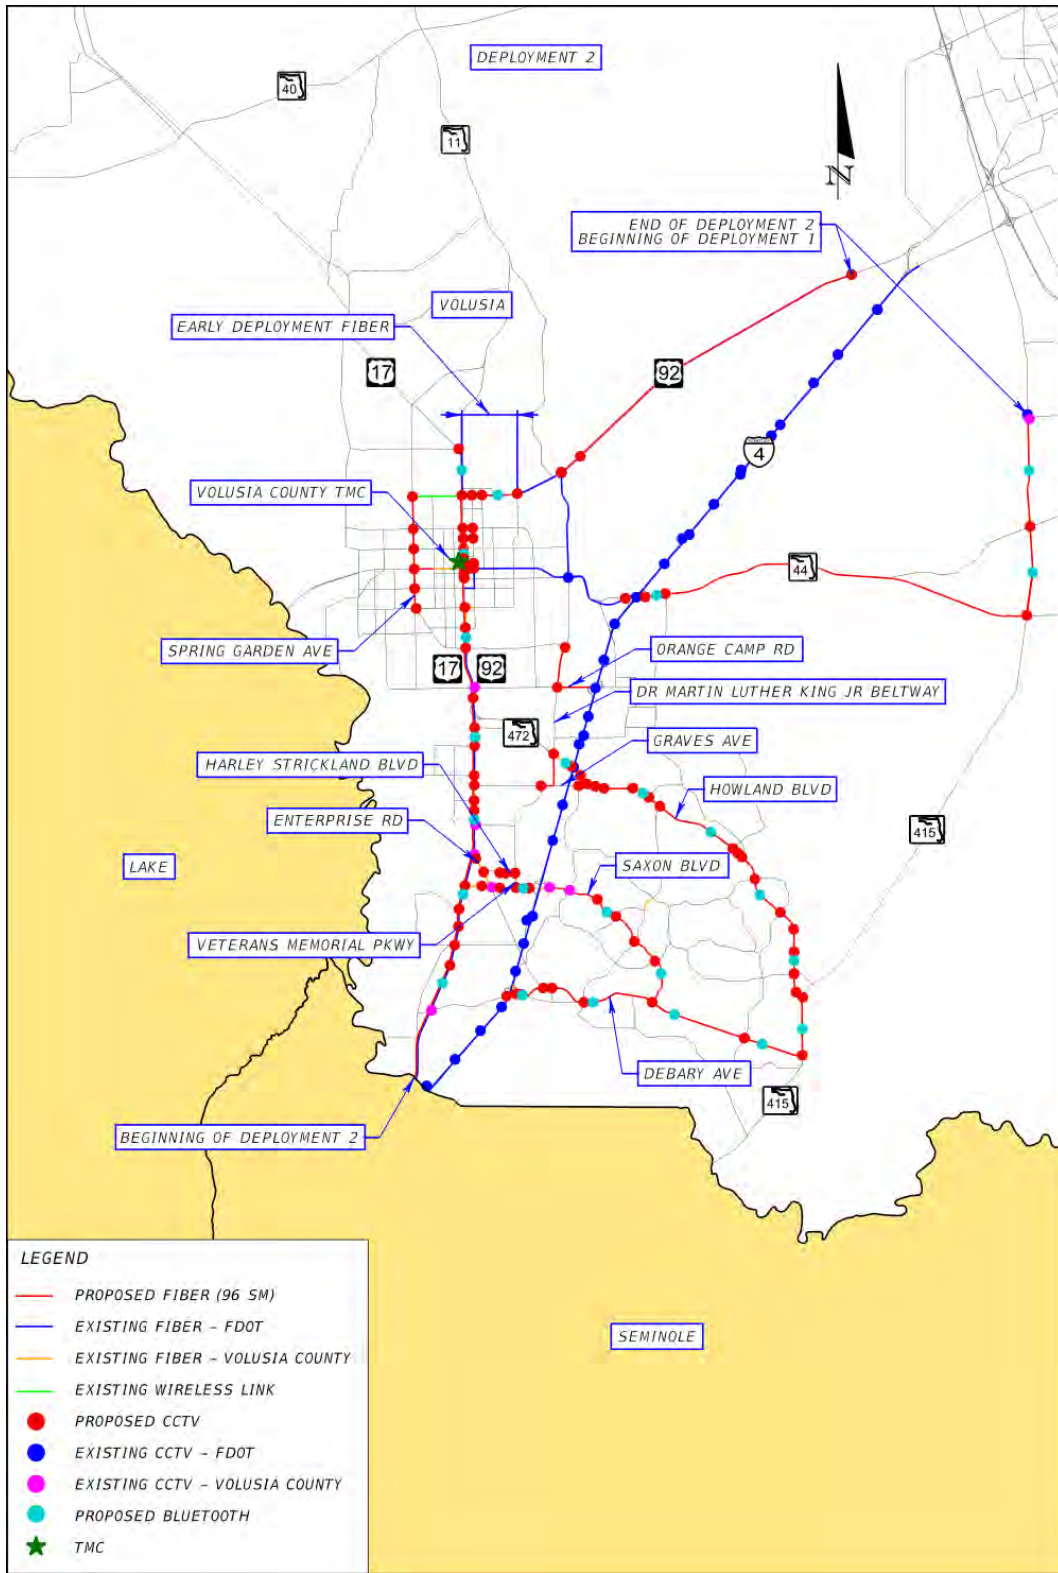 DEPLOYMENT 2
40
11
N
END OF DEPLOYMENT 2
BEGINNING OF DEPLOYMENT 1
VOLUSIA
EARLY DEPLOYMENT FIBER
17
92
4
VOLUSIA COUNTY TMC
44
SPRING GARDEN AVE
ORANGE CAMP RD
17
92
DR MARTIN LUTHER KING JR BELTWAY
472
GRAVES AVE
HARLEY STRICKLAND BLVD
HOWLAND BLVD
ENTERPRISE RD
415
LAKE
SAXON BLVD
VETERANS MEMORIAL PKWY
DEBARY AVE
415
BEGINNING OF DEPLOYMENT 2
LEGEND
PROPOSED FIBER (96 SM)
EXISTING FIBER - FDOT
EXISTING FIBER - VOLUSIA COUNTY
EXISTING WIRELESS LINK
PROPOSED CCTV
EXISTING CCTV - FDOT
EXISTING CCTV - VOLUSIA COUNTY
PROPOSED BLUETOOTH
TMC
SEMINOLE